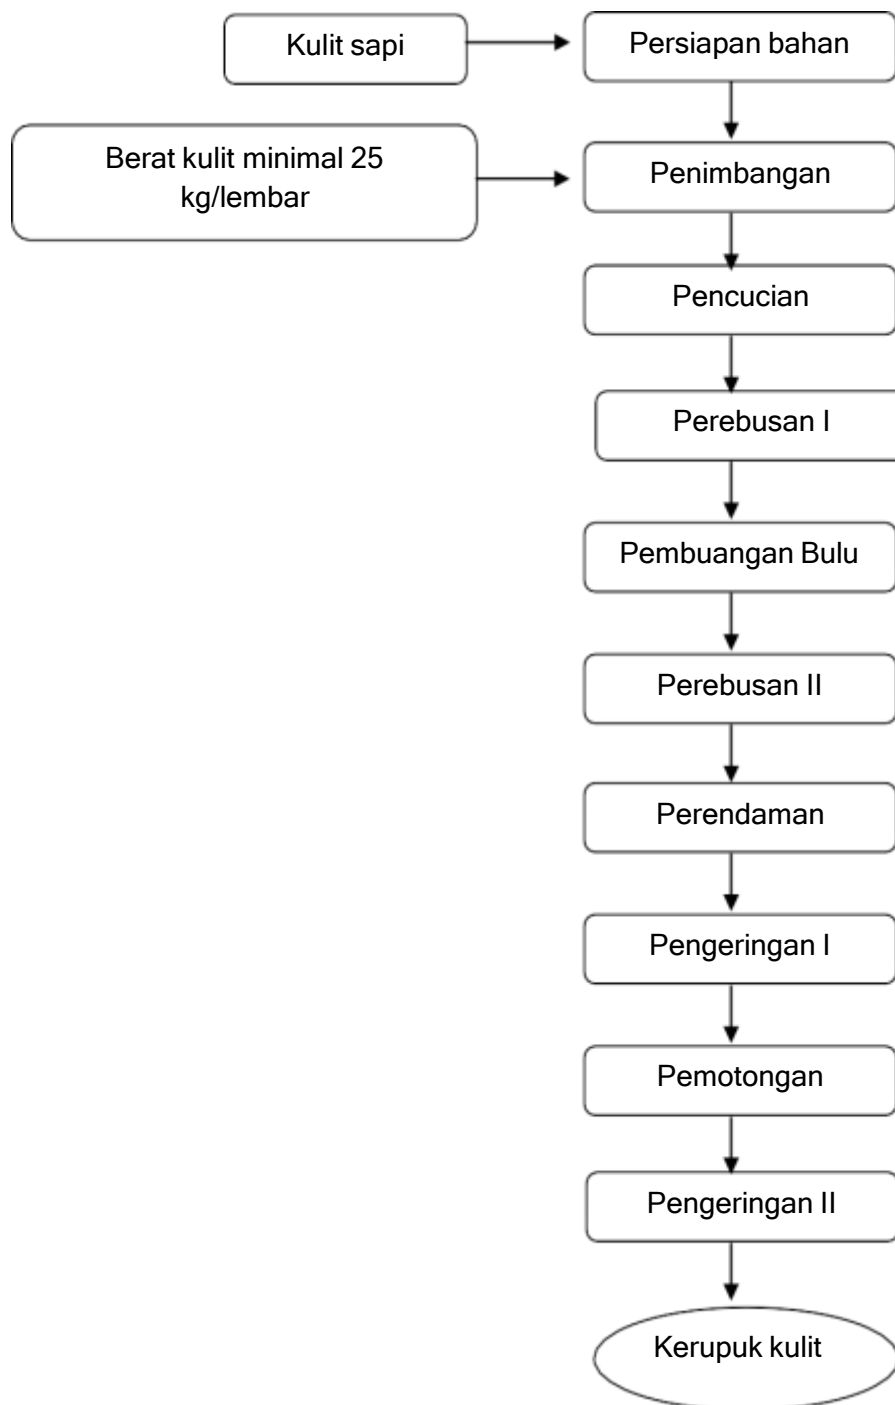 Kulit sapi
Persiapan bahan
Berat kulit minimal 25
kg/lembar
Penimbangan
Pencucian
Perebusan I
Pembuangan Bulu
Perebusan II
Perendaman
Pengeringan I
Pemotongan
Pengeringan II
Kerupuk kulit